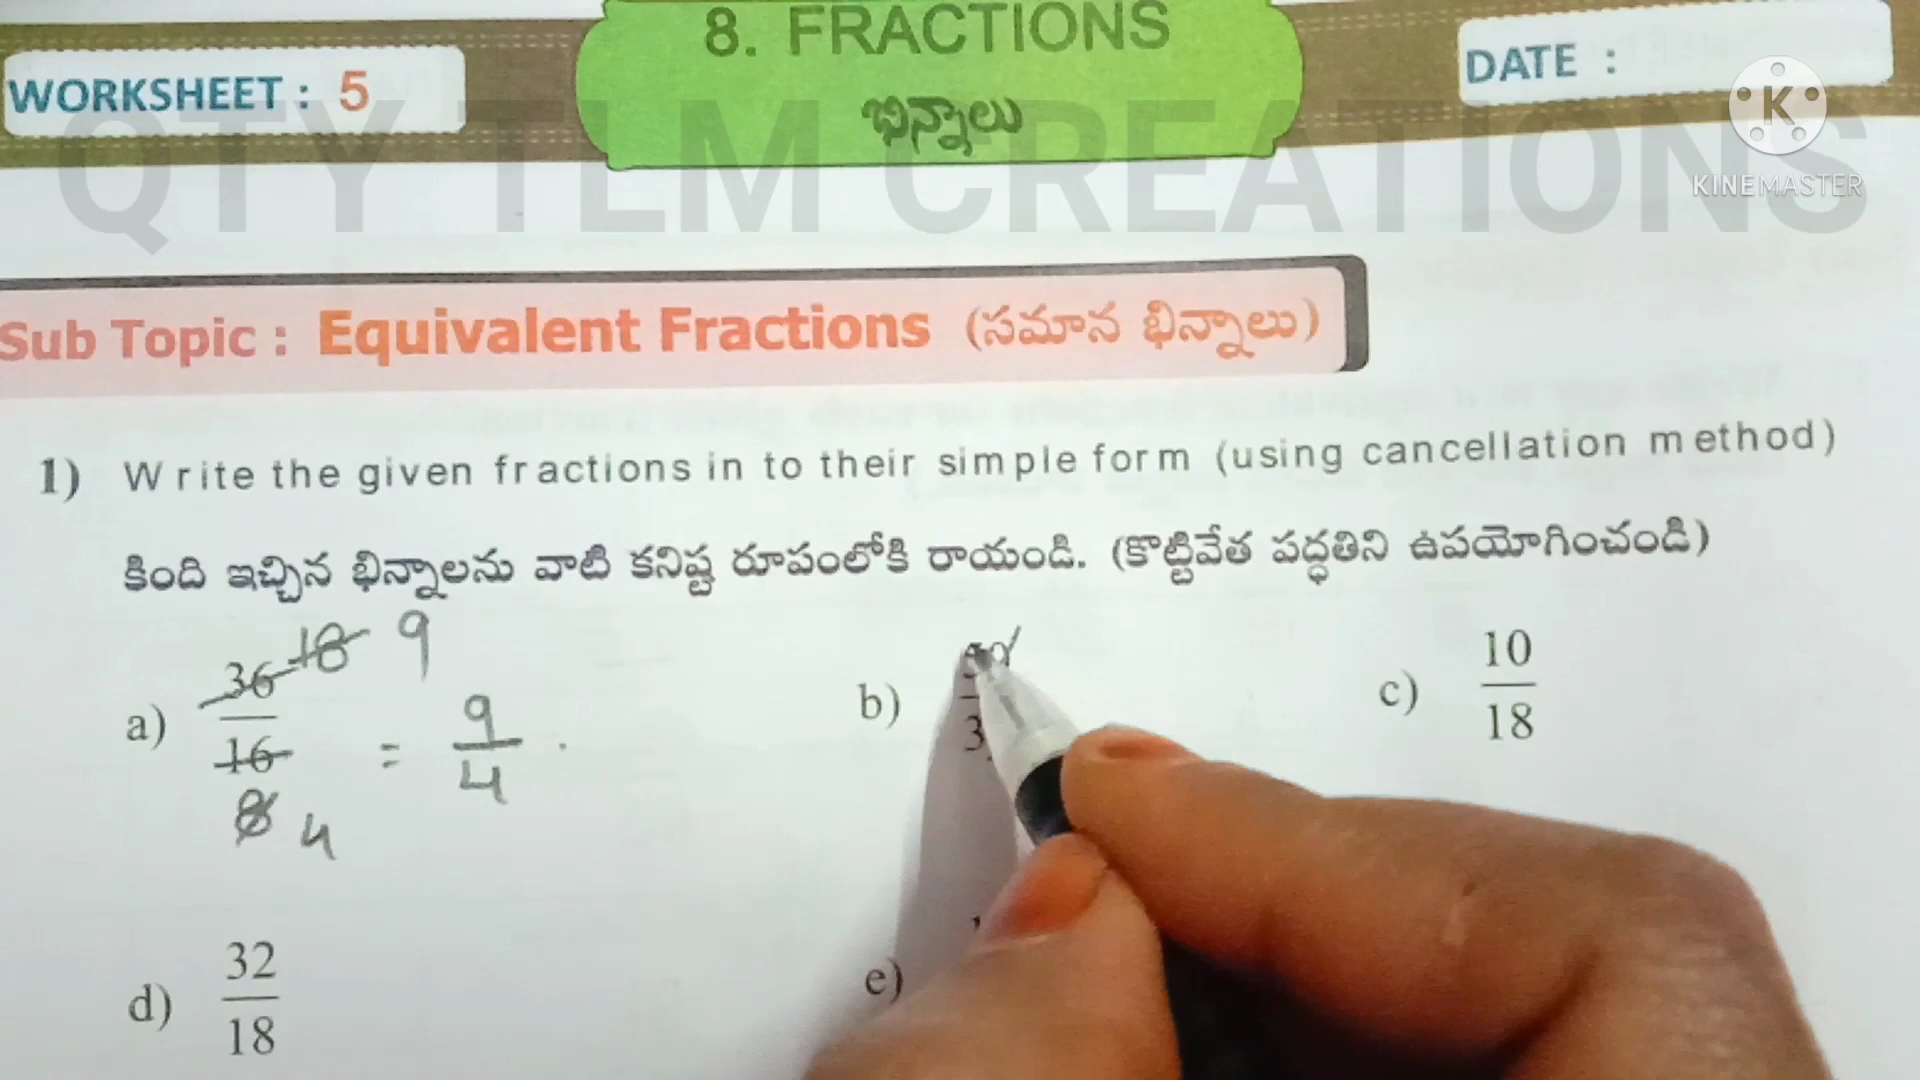 8. FRACTIONS
భిన్నాలు
WORKSHEET : 5
DATE :
QTY TLM CREATIONS
K
KINEMASTER
Sub Topic : Equivalent Fractions (సమాన భిన్నాలు)
1) Write the given fractions in to their simple form (using cancellation method)
కింది ఇచ్చిన భిన్నాలను వాటి కనిష్ట రూపంలోకి రాయండి. (కొట్టివేత పద్ధతిని ఉపయోగించండి)
a) 36 18 9
16 8 4
= 9
4
b)
3
c) 10
18
d) 32
18
e)